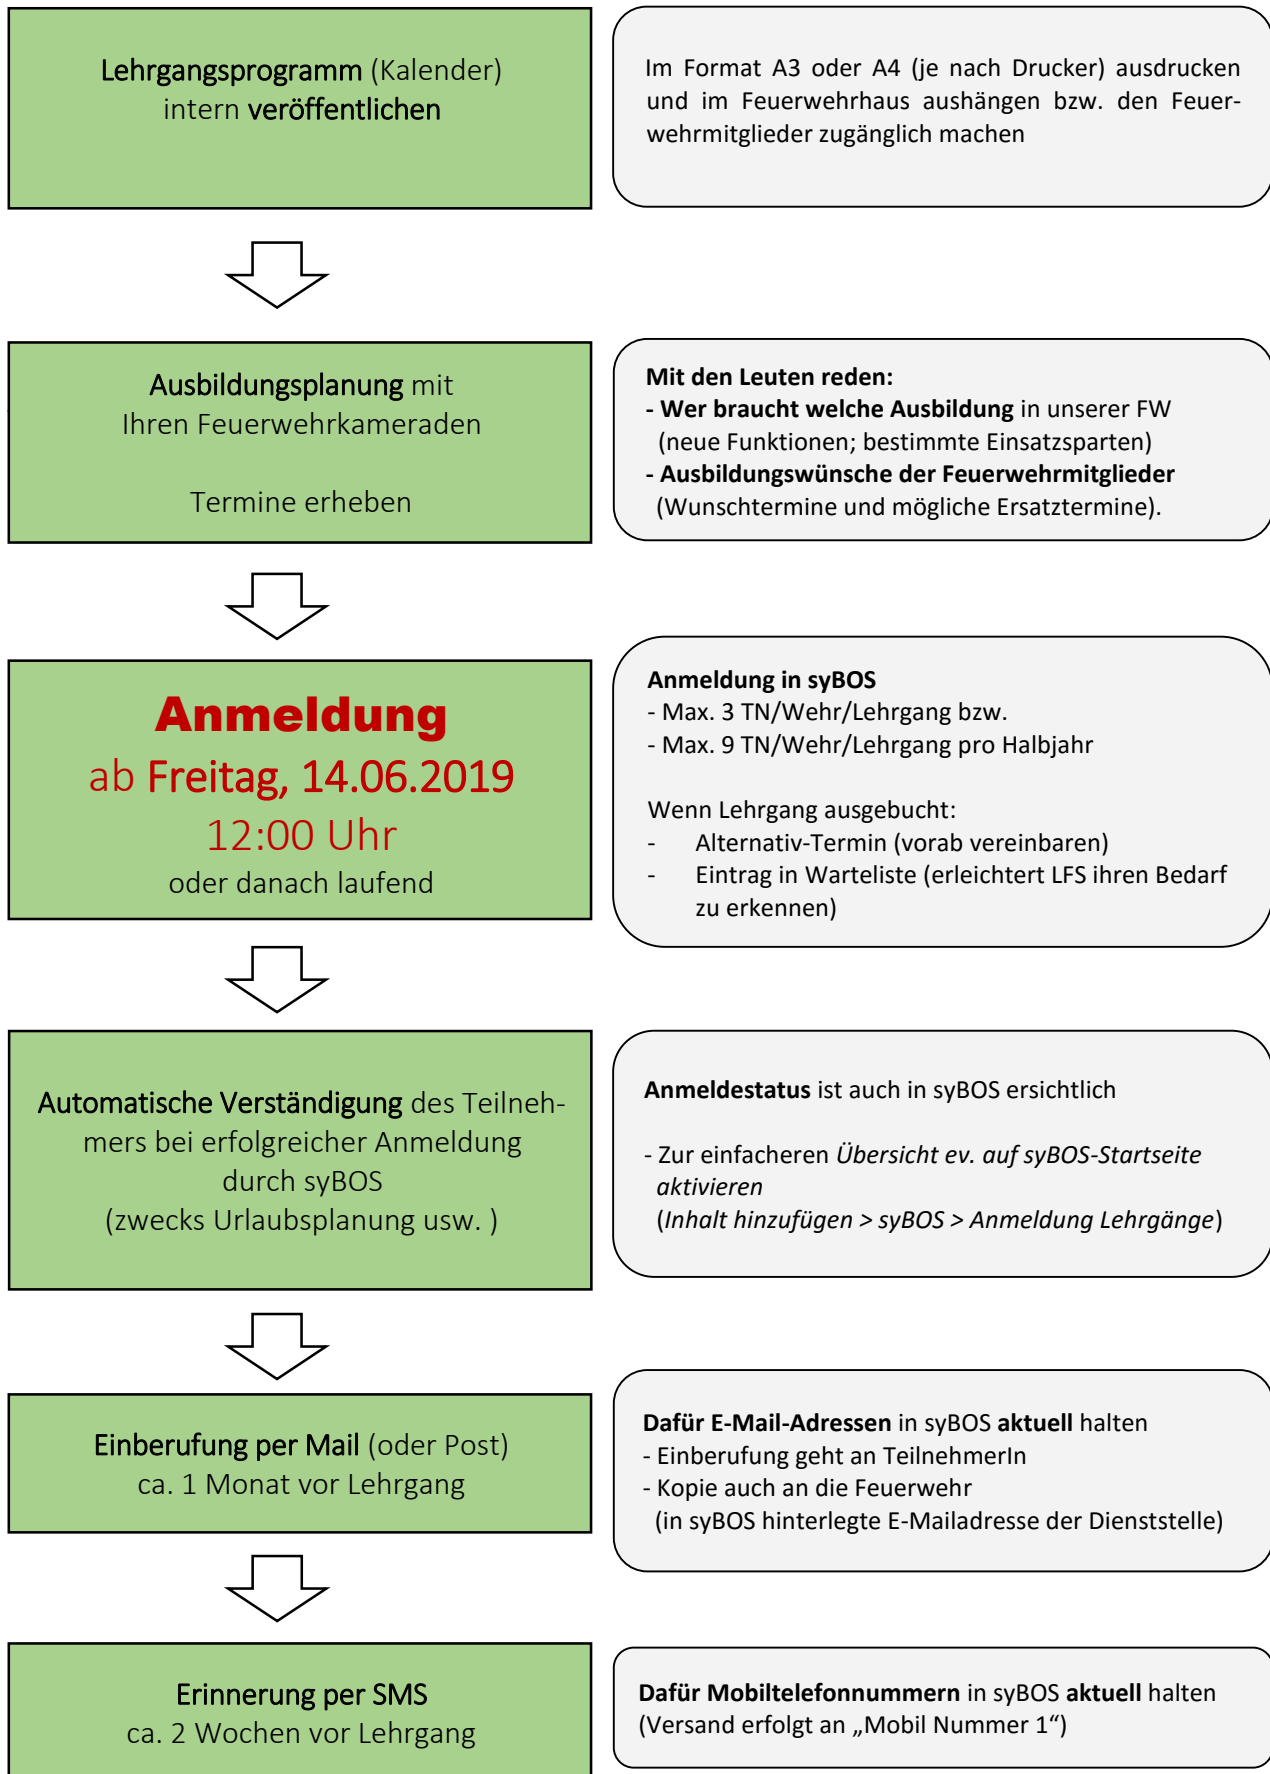 Lehrgangsprogramm (Kalender)
intern veröffentlichen
Im Format A3 oder A4 (je nach Drucker) ausdrucken
und im Feuerwehrhaus aushängen bzw. den Feuer-
wehrmitglieder zugänglich machen
Ausbildungsplanung mit
Ihren Feuerwehrkameraden
Termine erheben
Mit den Leuten reden:
- Wer braucht welche Ausbildung in unserer FW
(neue Funktionen; bestimmte Einsatzsparten)
- Ausbildungswünsche der Feuerwehrmitglieder
(Wunschtermine und mögliche Ersatztermine).
Anmeldung
ab Freitag, 14.06.2019
12:00 Uhr
oder danach laufend
Anmeldung in syBOS
- Max. 3 TN/Wehr/Lehrgang bzw.
- Max. 9 TN/Wehr/Lehrgang pro Halbjahr
Wenn Lehrgang ausgebucht:
- Alternativ-Termin (vorab vereinbaren)
- Eintrag in Warteliste (erleichtert LFS ihren Bedarf
zu erkennen)
Automatische Verständigung des Teilneh-
mers bei erfolgreicher Anmeldung
durch syBOS
(zwecks Urlaubsplanung usw. )
Anmeldestatus ist auch in syBOS ersichtlich
- Zur einfacheren Übersicht ev. auf syBOS-Startseite
aktivieren
(Inhalt hinzufügen > syBOS > Anmeldung Lehrgänge)
Einberufung per Mail (oder Post)
ca. 1 Monat vor Lehrgang
Dafür E-Mail-Adressen in syBOS aktuell halten
- Einberufung geht an TeilnehmerIn
- Kopie auch an die Feuerwehr
(in syBOS hinterlegte E-Mailadresse der Dienststelle)
Erinnerung per SMS
ca. 2 Wochen vor Lehrgang
Dafür Mobiltelefonnummern in syBOS aktuell halten
(Versand erfolgt an „Mobil Nummer 1“)